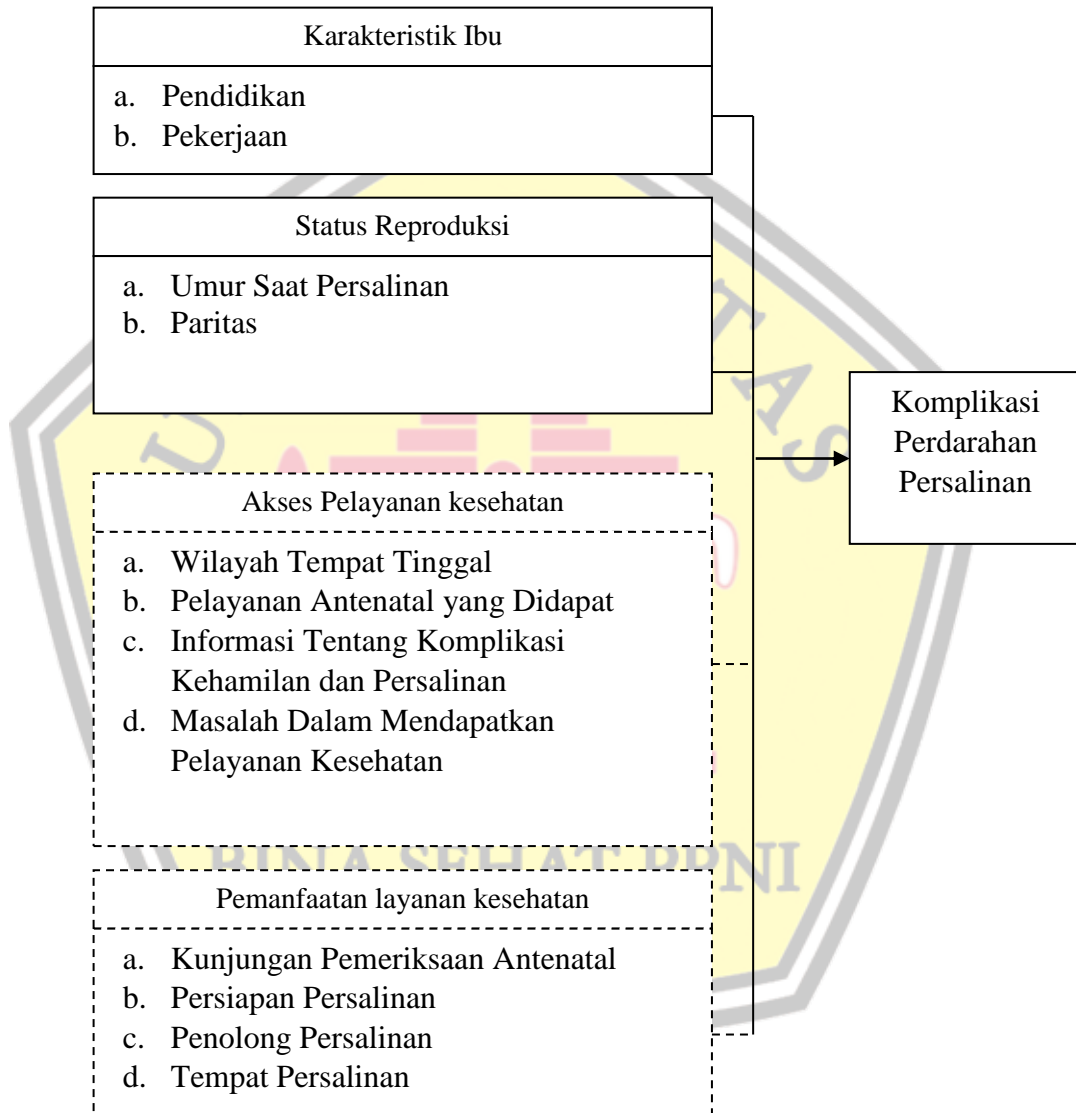 Karakteristik Ibu
a. Pendidikan
b. Pekerjaan
Status Reproduksi
a. Umur Saat Persalinan
b. Paritas
Komplikasi
Perdarahan
Persalinan
Akses Pelayanan kesehatan
a. Wilayah Tempat Tinggal
b. Pelayanan Antenatal yang Didapat
c. Informasi Tentang Komplikasi
Kehamilan dan Persalinan
d. Masalah Dalam Mendapatkan
Pelayanan Kesehatan
BINA SEHAT PPNI
Pemanfaatan layanan kesehatan
a. Kunjungan Pemeriksaan Antenatal
b. Persiapan Persalinan
c. Penolong Persalinan
d. Tempat Persalinan